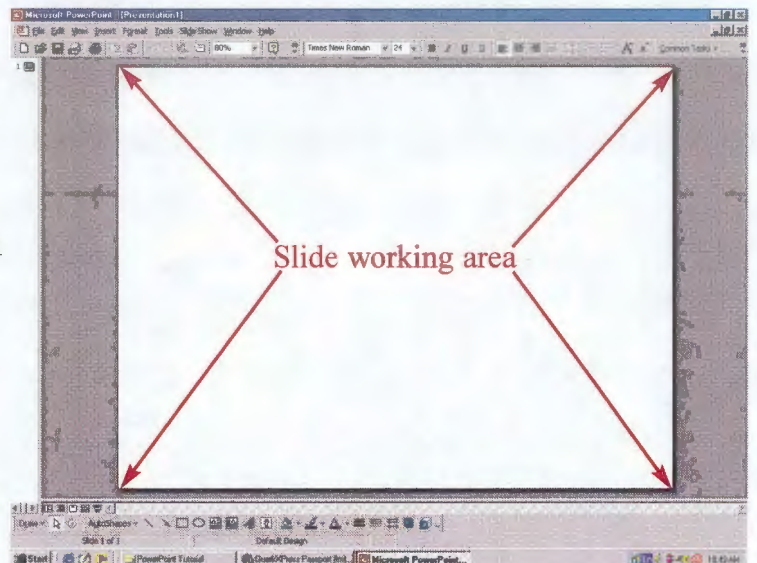 Microsoft PowerPoint - [Presentation1]
File Edit View Insert Format Tools Slide Show Window Help
80% Times New Roman 24 B I U S Common Tasks
1
Slide working area
Draw AutoShapes
Slide 1 of 1 Default Design
Start PowerPoint Tutorial Microsoft PowerPoint...